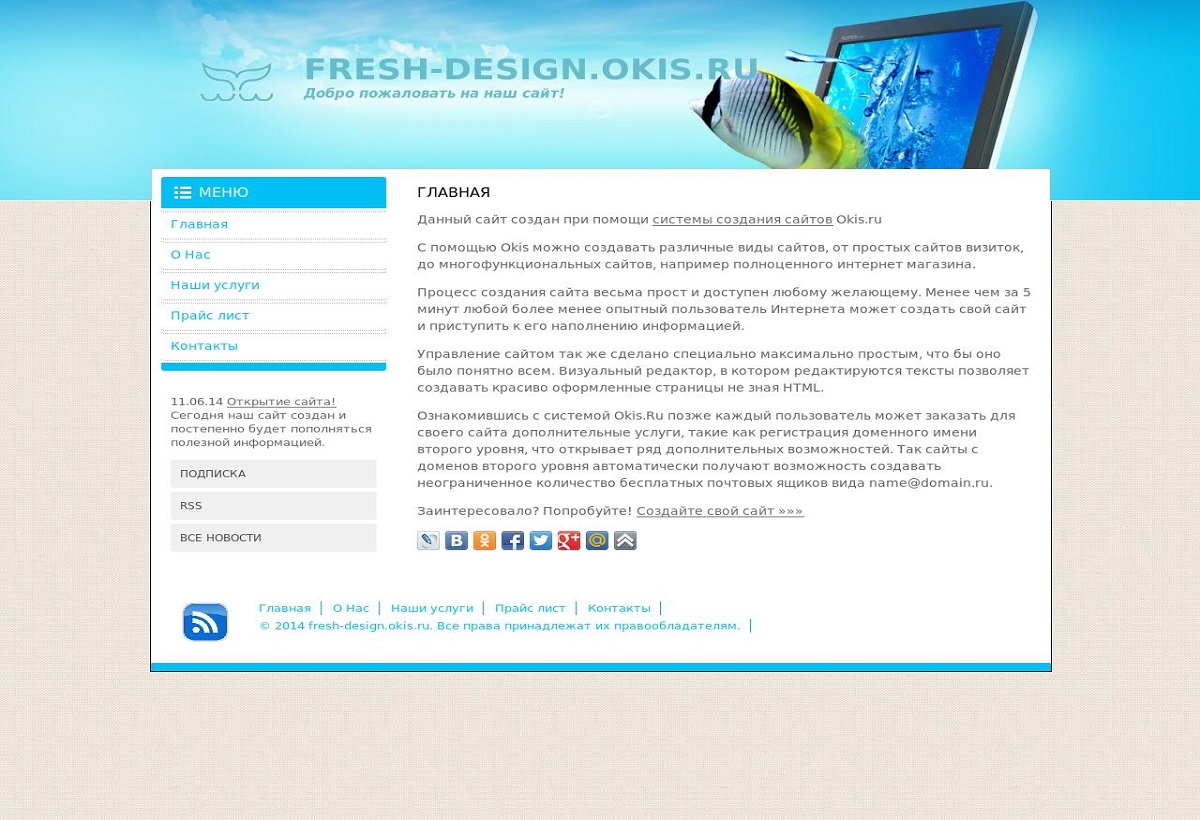 FRESH-DESIGN.OKIS.RU
Добро пожаловать на наш сайт!
МЕНЮ
Главная
О Нас
Наши услуги
Прайс лист
Контакты
11.06.14 Открытие сайта!
Сегодня наш сайт создан и
постепенно будет пополняться
полезной информацией.
ПОДПИСКА
RSS
ВСЕ НОВОСТИ
ГЛАВНАЯ
Данный сайт создан при помощи системы создания сайтов Okis.ru
С помощью Okis можно создавать различные виды сайтов, от простых сайтов визиток,
до многофункциональных сайтов, например полноценного интернет магазина.
Процесс создания сайта весьма прост и доступен любому желающему. Менее чем за 5
минут любой более менее опытный пользователь Интернета может создать свой сайт
и приступить к его наполнению информацией.
Управление сайтом так же сделано специально максимально простым, что бы оно
было понятно всем. Визуальный редактор, в котором редактируются тексты позволяет
создавать красиво оформленные страницы не зная HTML.
Ознакомившись с системой Okis.Ru позже каждый пользователь может заказать для
своего сайта дополнительные услуги, такие как регистрация доменного имени
второго уровня, что открывает ряд дополнительных возможностей. Так сайты с
доменов второго уровня автоматически получают возможность создавать
неограниченное количество бесплатных почтовых ящиков вида name@domain.ru.
Заинтересовало? Попробуйте! Создайте свой сайт »»»
Главная О Нас Наши услуги Прайс лист Контакты
© 2014 fresh-design.okis.ru. Все права принадлежат их правообладателям.